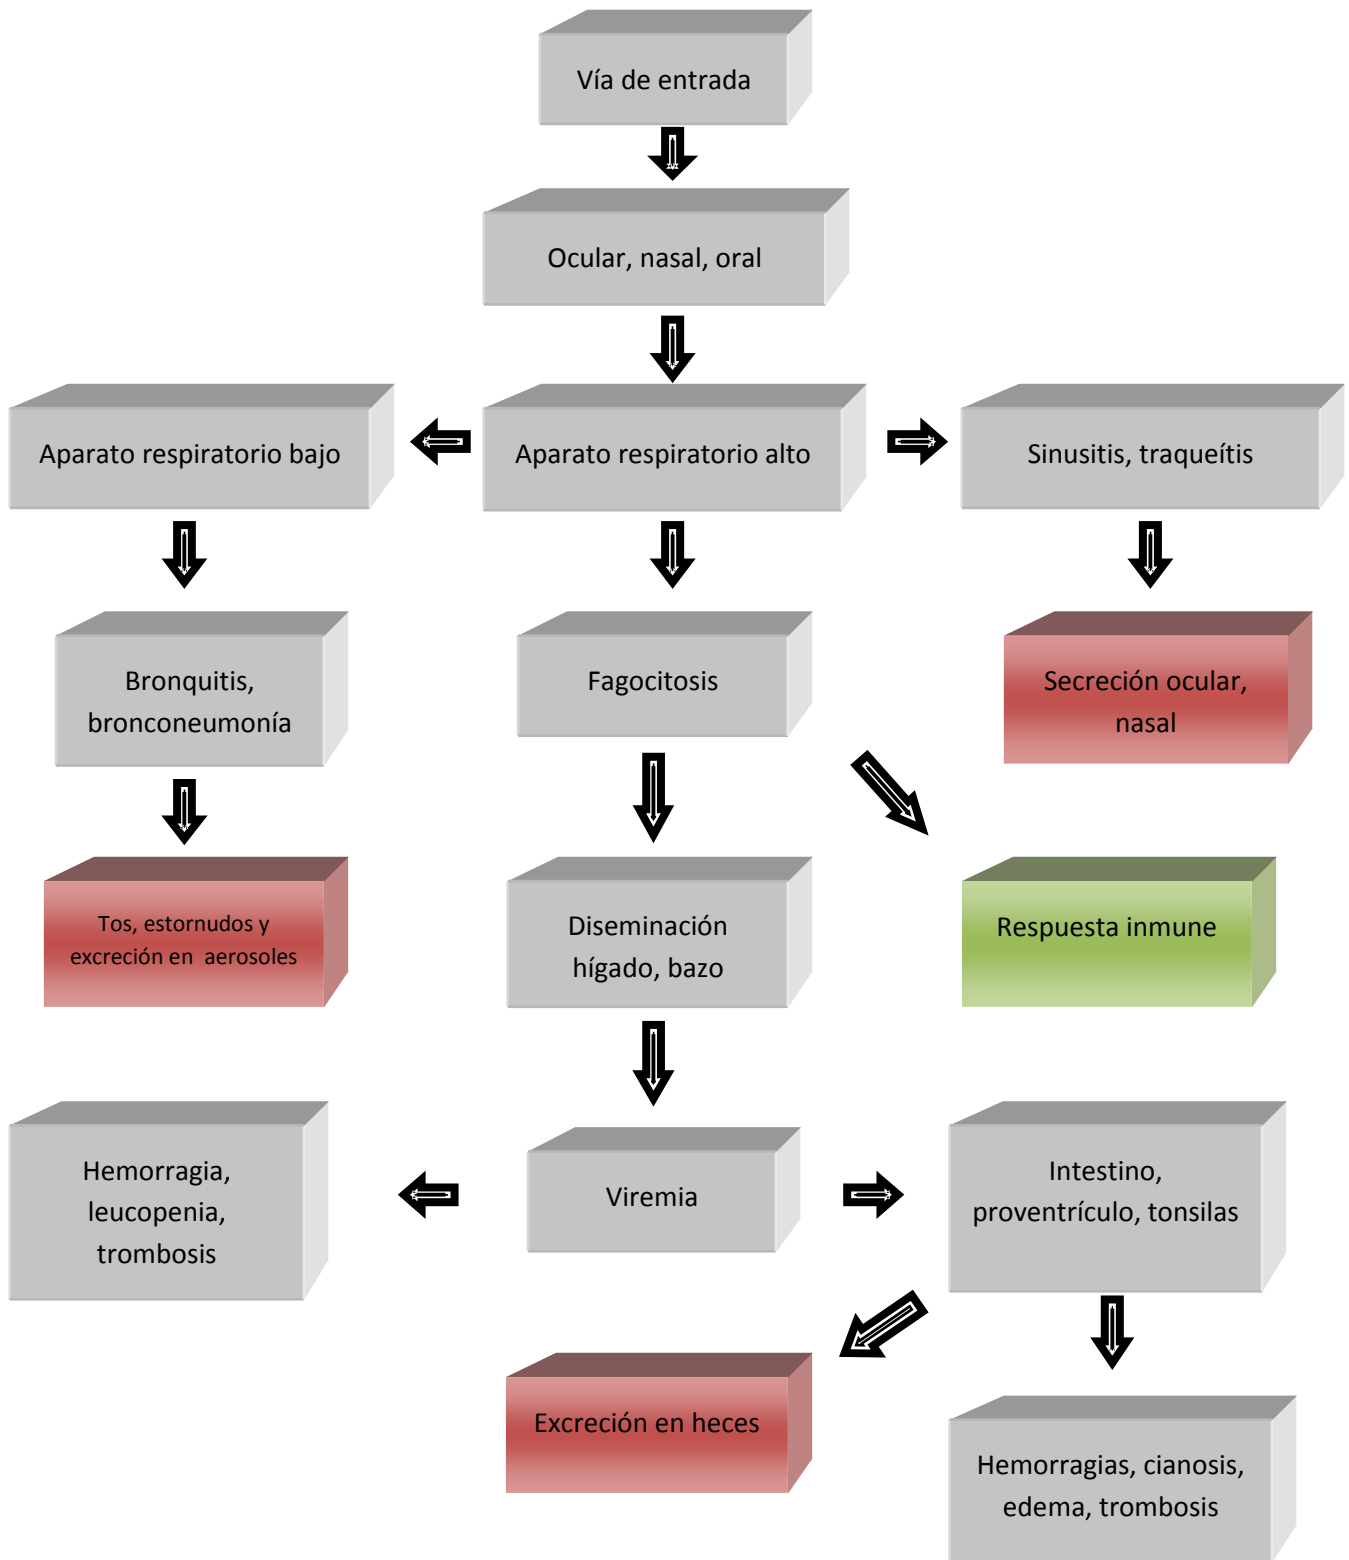 Vía de entrada
Ocular, nasal, oral
Aparato respiratorio bajo
Aparato respiratorio alto
Sinusitis, traqueítis
Bronquitis,
bronconeumonía
Fagocitosis
Secreción ocular,
nasal
Tos, estornudos y
excreción en aerosoles
Diseminación
hígado, bazo
Respuesta inmune
Hemorragia,
leucopenia,
trombosis
Viremia
Intestino,
proventrículo, tonsilas
Excreción en heces
Hemorragias, cianosis,
edema, trombosis